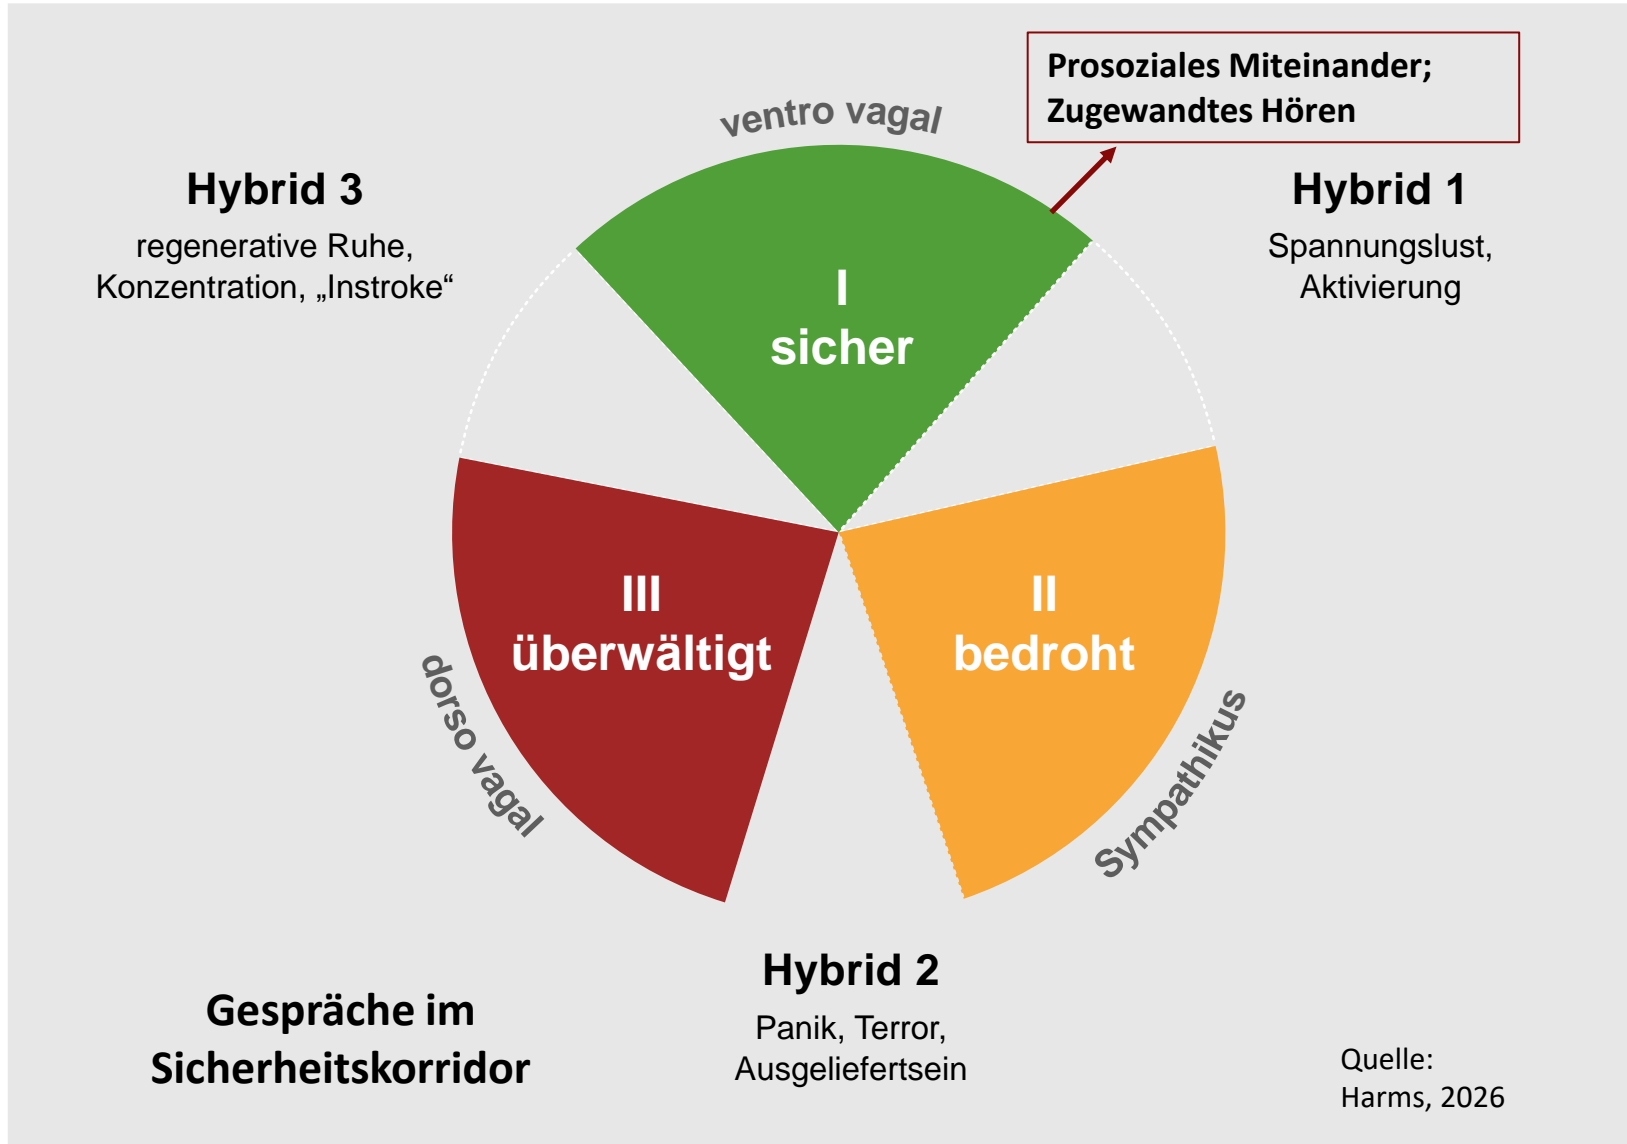 Prosoziales Miteinander;
Zugewandtes Hören
ventro vagal
Hybrid 3
regenerative Ruhe,
Konzentration, „Instroke“
Hybrid 1
Spannungslust,
Aktivierung
I
sicher
III
überwältigt
II
bedroht
dorso vagal
Sympathikus
Hybrid 2
Panik, Terror,
Ausgeliefertsein
Gespräche im
Sicherheitskorridor
Quelle:
Harms, 2026